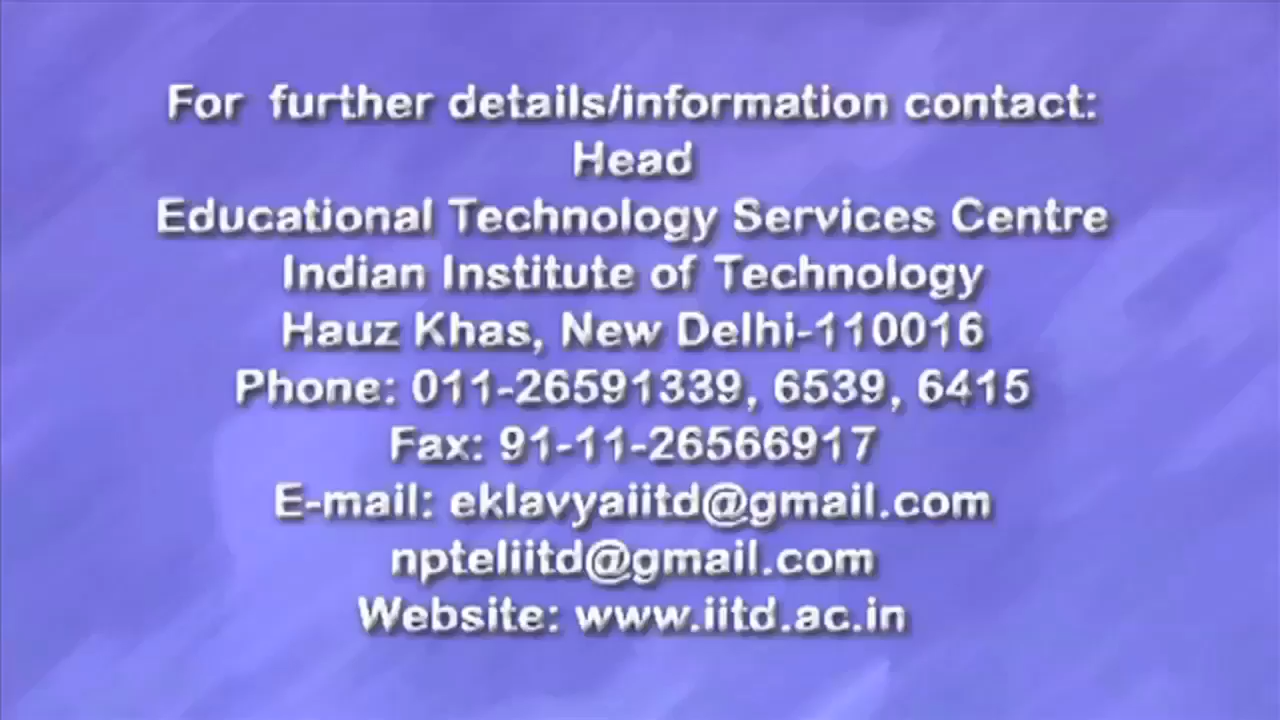 For further details/information contact:
Head
Educational Technology Services Centre
Indian Institute of Technology
Hauz Khas, New Delhi-110016
Phone: 011-26591339, 6539, 6415
Fax: 91-11-26566917
E-mail: eklavyaiitd@gmail.com
npteliitd@gmail.com
Website: www.iitd.ac.in